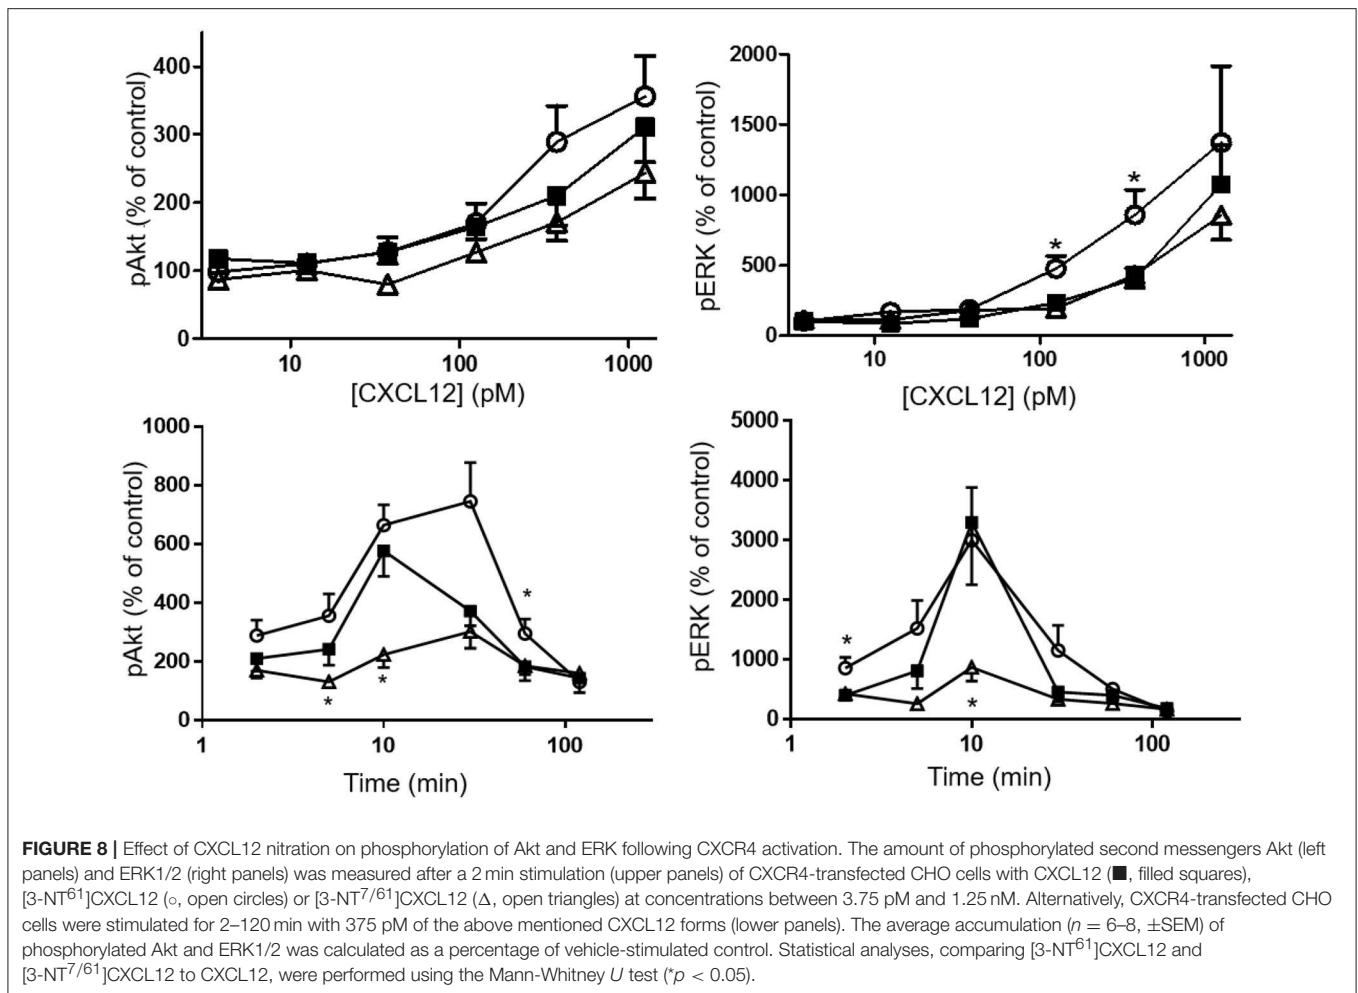 pAkt (% of control)
400
300
200
100
0
10
100
1000
[CXCL12] (pM)
pERK (% of control)
2000
1500
1000
500
0
*
*
10
100
1000
[CXCL12] (pM)
pAkt (% of control)
1000
800
600
400
200
0
*
*
*
1
10
100
Time (min)
pERK (% of control)
5000
4000
3000
2000
1000
0
*
*
1
10
100
Time (min)
FIGURE 8 | Effect of CXCL12 nitration on phosphorylation of Akt and ERK following CXCR4 activation. The amount of phosphorylated second messengers Akt (left
panels) and ERK1/2 (right panels) was measured after a 2 min stimulation (upper panels) of CXCR4-transfected CHO cells with CXCL12 (■, filled squares),
[3-NT61]CXCL12 (○, open circles) or [3-NT7/61]CXCL12 (Δ, open triangles) at concentrations between 3.75 pM and 1.25 nM. Alternatively, CXCR4-transfected CHO
cells were stimulated for 2–120 min with 375 pM of the above mentioned CXCL12 forms (lower panels). The average accumulation (n = 6–8, ±SEM) of
phosphorylated Akt and ERK1/2 was calculated as a percentage of vehicle-stimulated control. Statistical analyses, comparing [3-NT61]CXCL12 and
[3-NT7/61]CXCL12 to CXCL12, were performed using the Mann-Whitney U test (*p < 0.05).